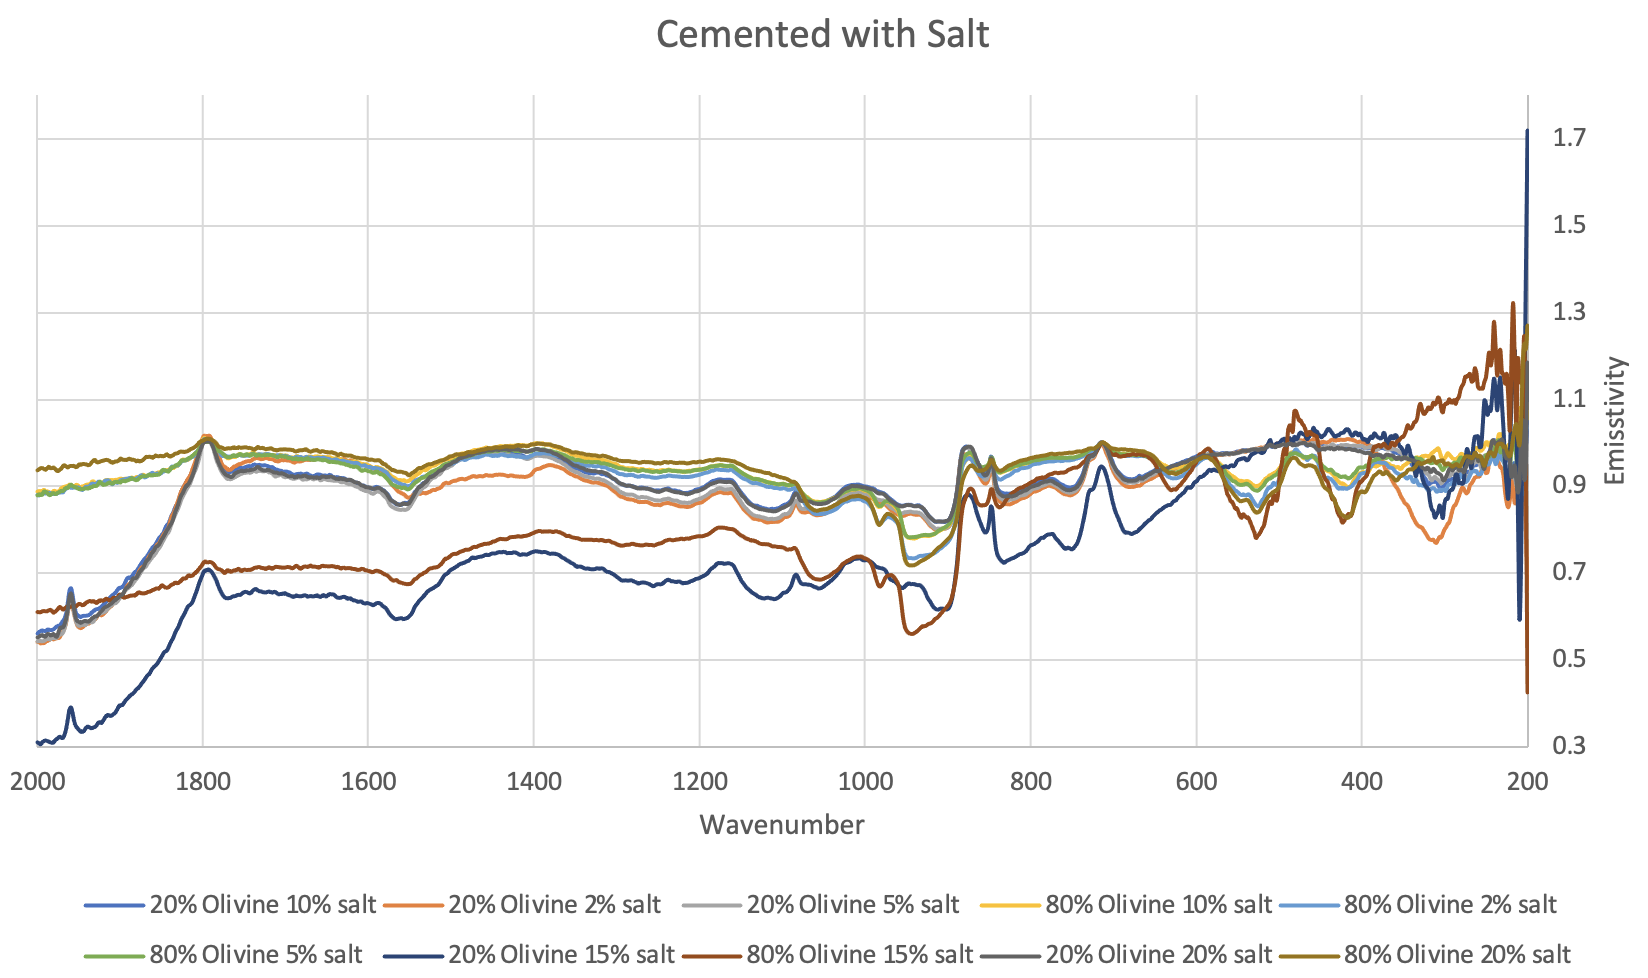 Cemented with Salt
1.7
1.5
1.3
1.1
0.9
0.7
0.5
0.3
Emisstivity
2000 1800 1600 1400 1200 1000 800 600 400 200
Wavenumber
20% Olivine 10% salt 20% Olivine 2% salt 20% Olivine 5% salt 80% Olivine 10% salt 80% Olivine 2% salt
80% Olivine 5% salt 20% Olivine 15% salt 80% Olivine 15% salt 20% Olivine 20% salt 80% Olivine 20% salt